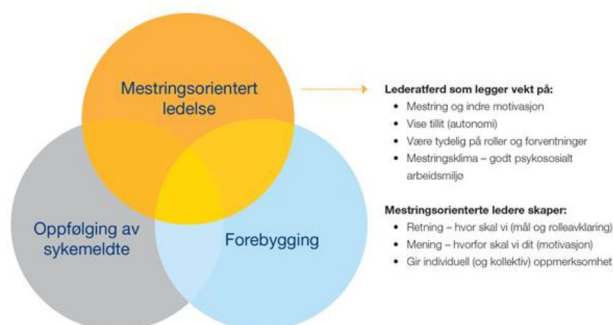 Mestringsorientert
ledelse
Oppfølging av
sykemeldte
Forebygging
Lederatferd som legger vekt på:
• Mestring og indre motivasjon
• Vise tillit (autonomi)
• Være tydelig på roller og forventninger
• Mestringsklima – godt psykososialt
arbeidsmiljø
Mestringsorienterte ledere skaper:
• Retning – hvor skal vi (mål og rolleavklaring)
• Mening – hvorfor skal vi dit (motivasjon)
• Gir individuell (og kollektiv) oppmerksomhet